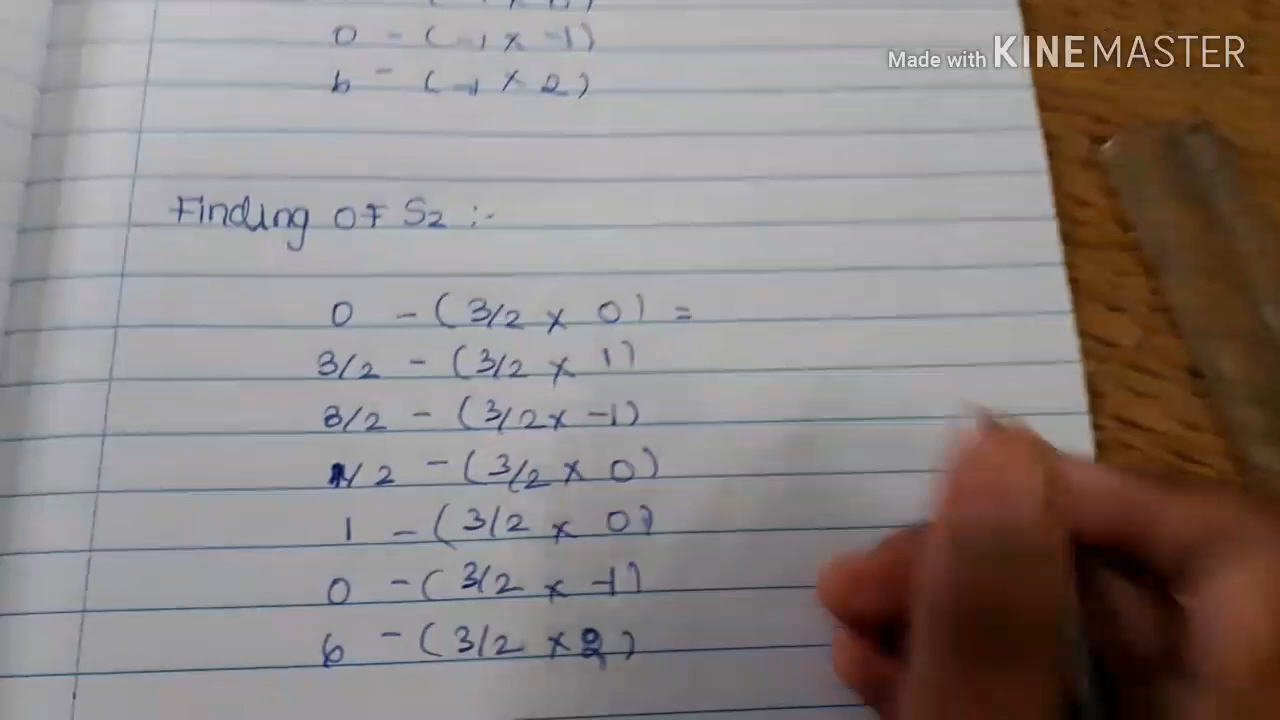 0 - (-1 x -1)
Made with KINEMASTER
6 - (-1 x 2)
Finding OF S2 :-
0 - (3/2 x 0) =
3/2 - (3/2 x 1)
3/2 - (3/2 x -1)
1/2 - (3/2 x 0)
1 - (3/2 x 0)
0 - (3/2 x -1)
6 - (3/2 x 2)